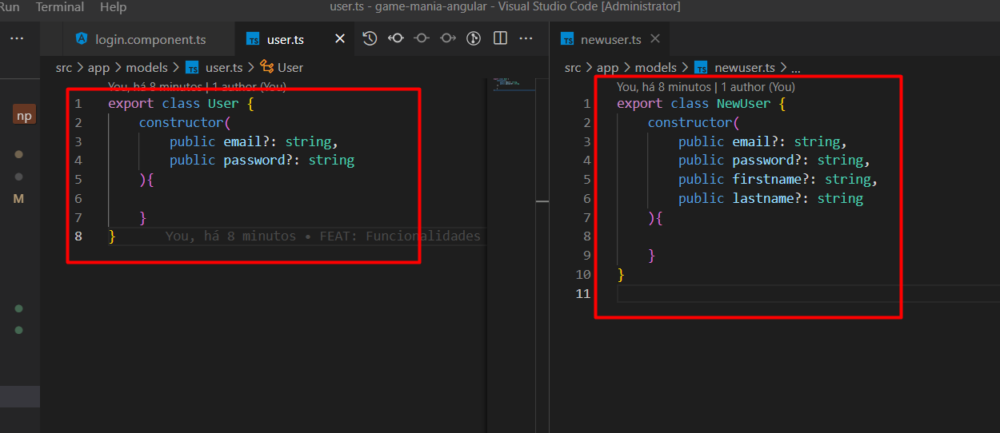 Run Terminal Help user.ts - game-mania-angular - Visual Studio Code [Administrator]
login.component.ts
TS user.ts
src > app > models > TS user.ts > User
You, há 8 minutos | 1 author (You)
1 export class User {
2 constructor(
3 public email?: string,
4 public password?: string
5 ){
6
7 }
8 } You, há 8 minutos • FEAT: Funcionalidades
np
M
TS newuser.ts
src > app > models > TS newuser.ts > ...
You, há 8 minutos | 1 author (You)
1 export class NewUser {
2 constructor(
3 public email?: string,
4 public password?: string,
5 public firstname?: string,
6 public lastname?: string
7 ){
8
9 }
10 }
11